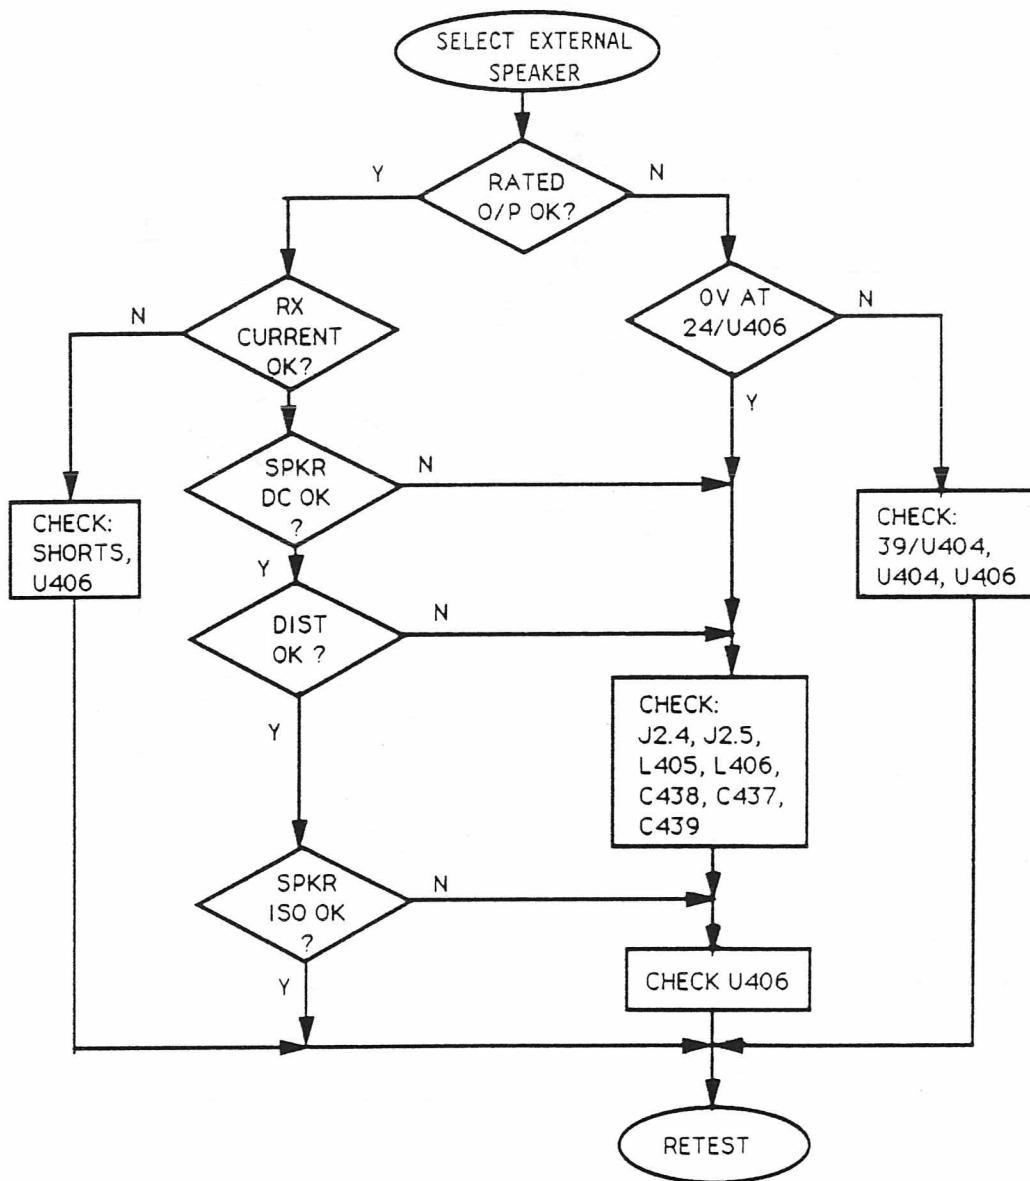 SELECT EXTERNAL
SPEAKER
Y
RATED
O/P OK?
N
N
RX
CURRENT
OK?
0V AT
24/U406
N
Y
SPKR
DC OK
?
N
CHECK:
SHORTS,
U406
CHECK:
39/U404,
U404, U406
Y
DIST
OK ?
N
Y
CHECK:
J2.4, J2.5,
L405, L406,
C438, C437,
C439
SPKR
ISO OK
?
N
Y
CHECK U406
RETEST